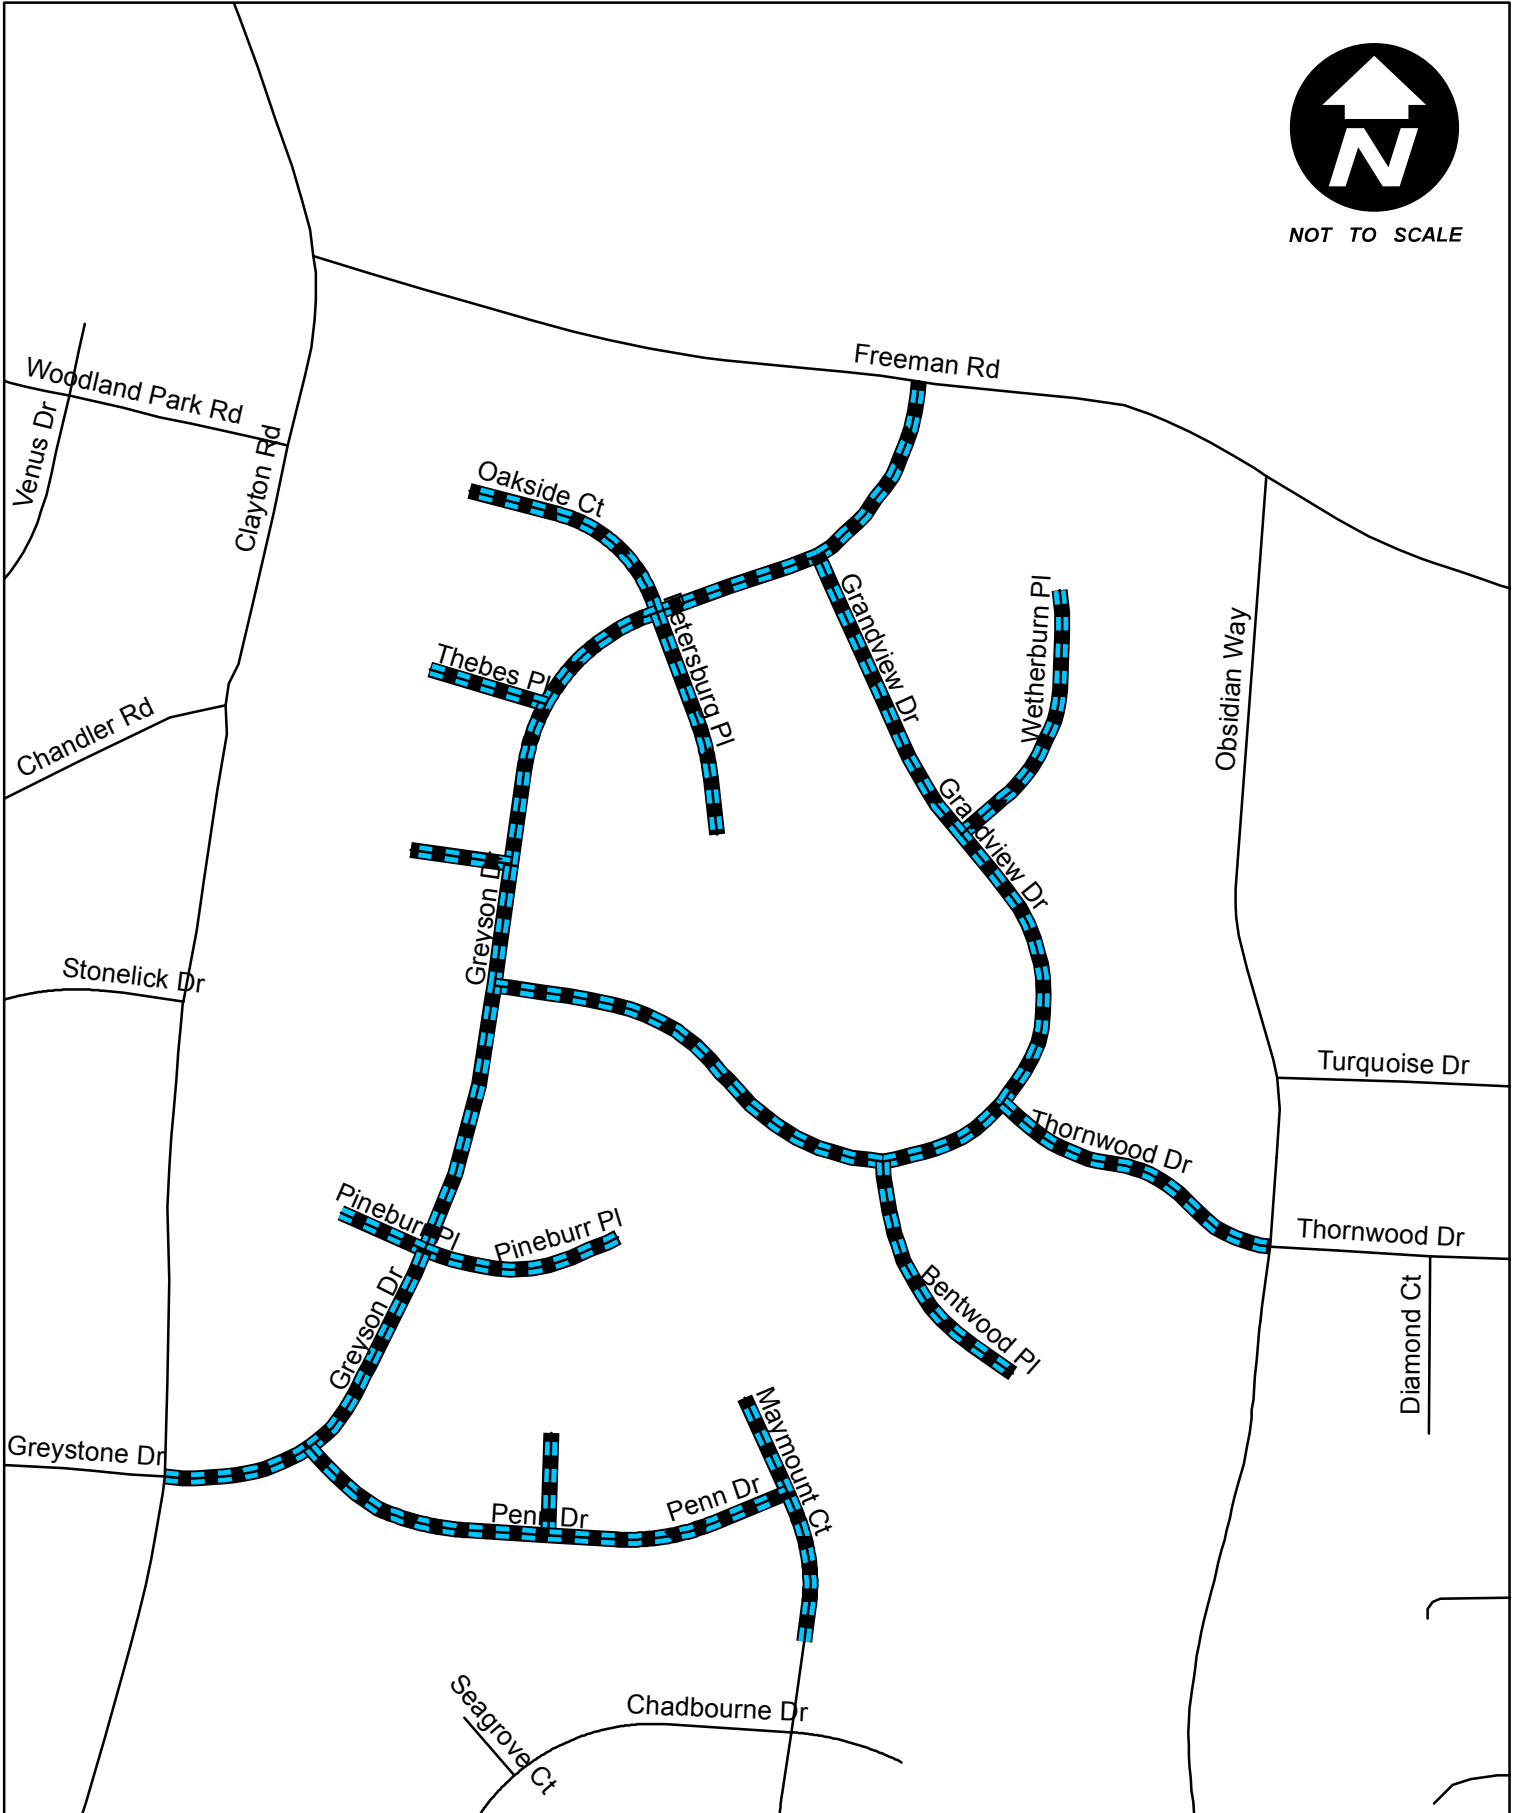 N
NOT TO SCALE
Freeman Rd
Woodland Park Rd
Venus Dr
Clayton Rd
Oakside Ct
Grandview Dr
Wetherburn Pl
Petersburg Pl
Obsidian Way
Thebes Pl
Chandler Rd
Grandview Dr
Greyson Dr
Stonelick Dr
Turquoise Dr
Thornwood Dr
Pineburr Pl
Pineburr Pl
Thornwood Dr
Greyson Dr
Bentwood Pl
Diamond Ct
Maymount Ct
Greystone Dr
Penn Dr
Penn Dr
Seagrove Ct
Chadbourne Dr